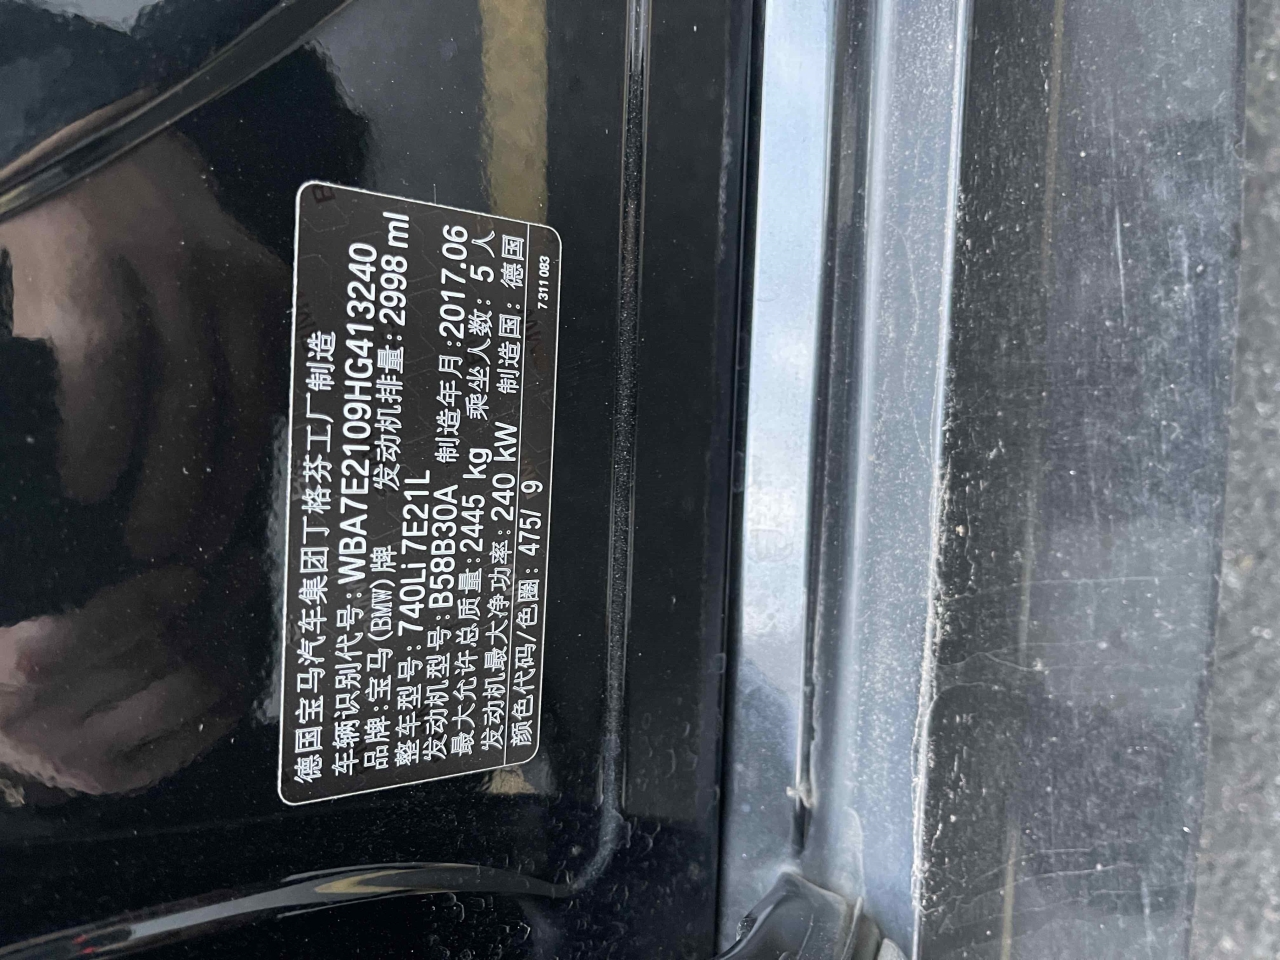 德国宝马汽车集团丁格芬工厂制造
车辆识别代号:WBA7E2109HG413240
品牌:宝马(BMW)牌 发动机排量:2998 ml
整车型号:740Li 7E21L
发动机型号:B58B30A 制造年月:2017.06
最大允许总质量:2445 kg 乘坐人数: 5 人
发动机最大净功率:240 kW 制造国:德国
颜色代码/色圈:475/ 9
7 311 083